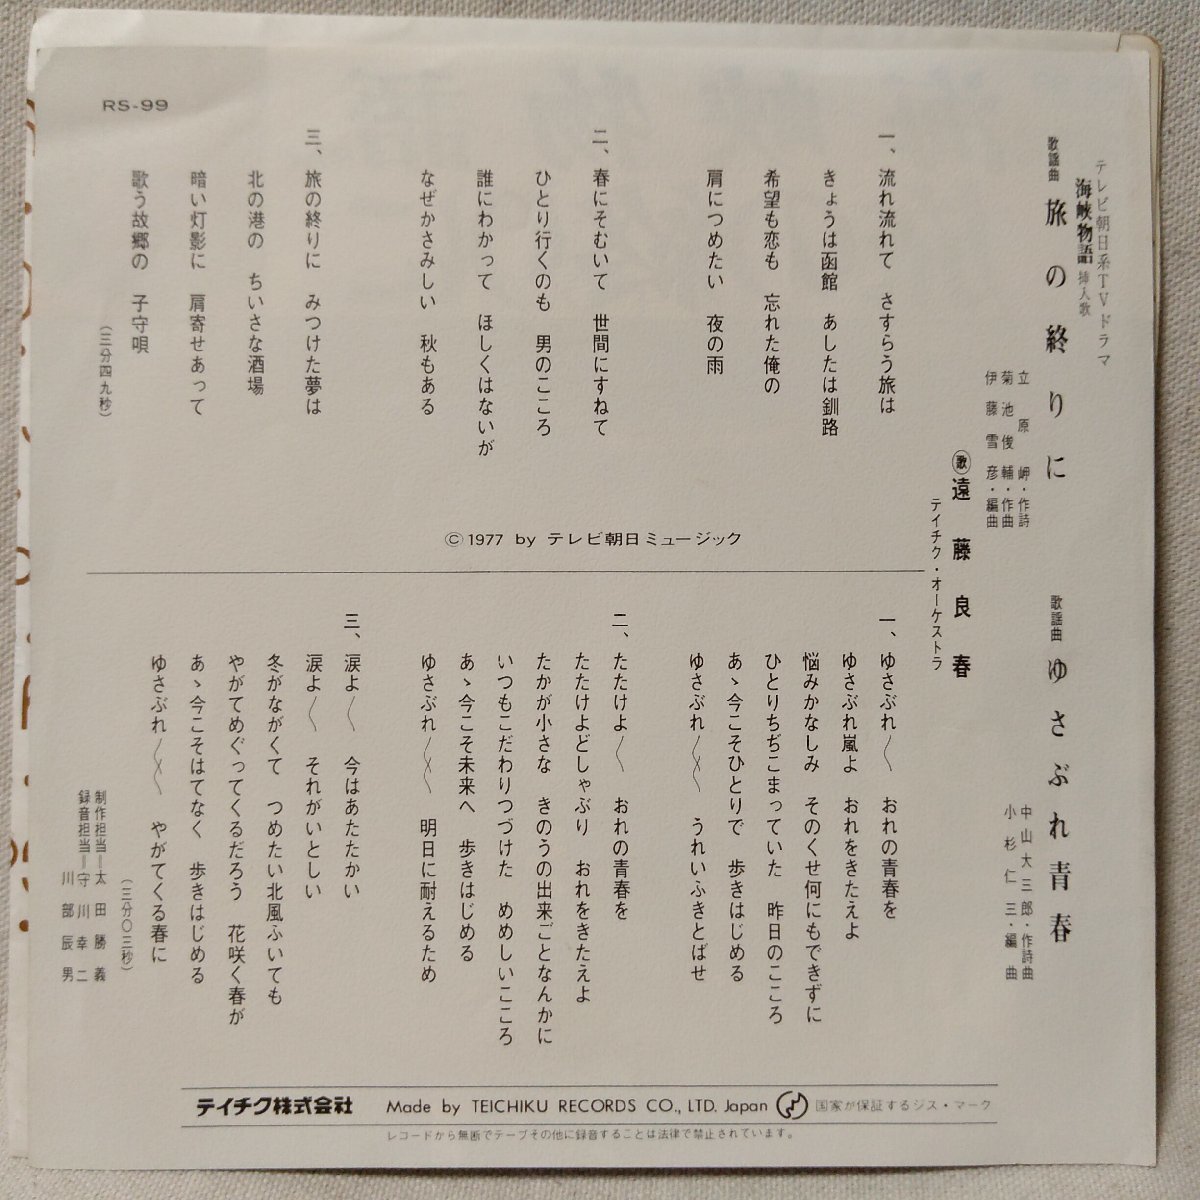 RS-99
テレビ朝日系TVドラマ
海峡物語 挿入歌
歌謡曲 旅の終りに
立原岬・作詩
菊池俊輔・作曲
伊藤雪彦・編曲
歌謡曲 ゆさぶれ青春
中山大三郎・作詩曲
小杉仁三・編曲
歌 遠藤良春
テイチク・オーケストラ
一、流れ流れて さすらう旅は
きょうは函館 あしたは釧路
希望も恋も 忘れた俺の
肩につめたい 夜の雨
二、春にそむいて 世間にすねて
ひとり行くのも 男のこころ
誰にわかって ほしくはないが
なぜかさみしい 秋もある
三、旅の終りに みつけた夢は
北の港の ちいさな酒場
暗い灯影に 肩寄せあって
歌う故郷の 子守唄
(三分四九秒)
© 1977 by テレビ朝日ミュージック
一、ゆさぶれ〳〵 おれの青春を
ゆさぶれ嵐よ おれをきたえよ
悩みかなしみ そのくせ何にもできずに
ひとりちぢこまっていた 昨日のこころ
あゝ今こそひとりで 歩きはじめる
ゆさぶれ〳〵〳〵 うれいふきとばせ
二、たたけよ〳〵 おれの青春を
たたけよどしゃぶり おれをきたえよ
たかが小さな きのうの出来ごとなんかに
いつもこだわりつづけた めめしいこころ
あゝ今こそ未来へ 歩きはじめる
ゆさぶれ〳〵〳〵 明日に耐えるため
三、涙よ〳〵 今はあたたかい
涙よ〳〵 それがいとしい
冬がながくて つめたい北風ふいても
やがてめぐってくるだろう 花咲く春が
あゝ今こそはてなく 歩きはじめる
ゆさぶれ〳〵〳〵 やがてくる春に
(三分〇三秒)
制作担当=太田勝義
録音担当=守川幸二
川部辰男
テイチク株式会社 Made by TEICHIKU RECORDS CO., LTD. Japan 国家が保証するジス・マーク
レコードから無断でテープその他に録音することは法律で禁止されています。